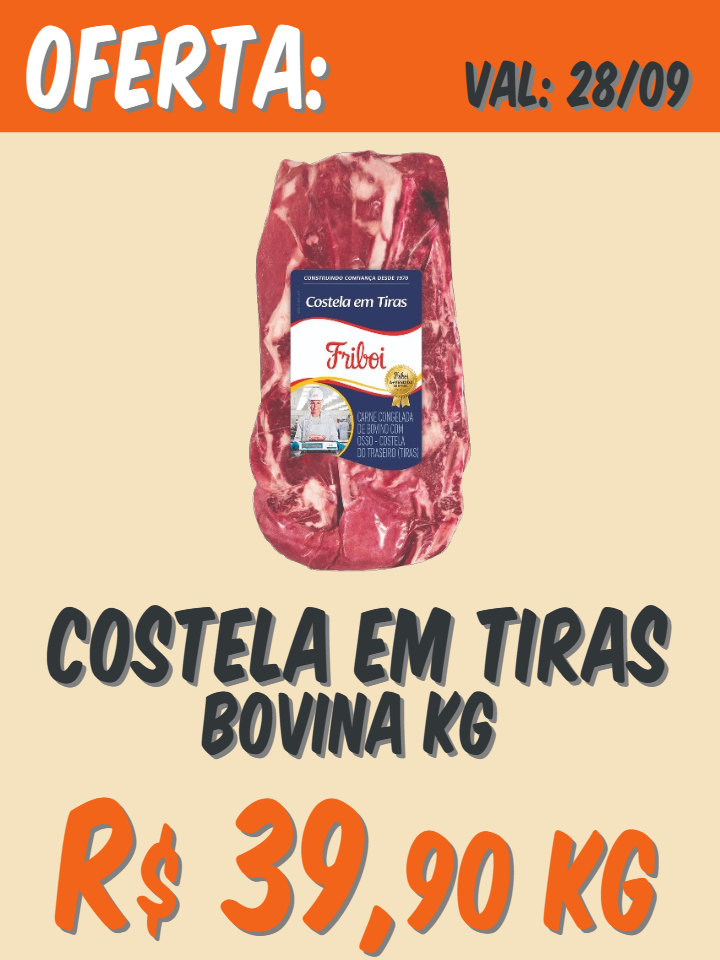 OFERTA:
VAL: 28/09
CONSTRUINDO CONFIANÇA DESDE 1970
Costela em Tiras
Friboi
Friboi
CARNE CONGELADA
DE BOVINO COM
OSSO - COSTELA
DO TRASEIRO (TIRAS)
COSTELA EM TIRAS
BOVINA KG
R$ 39,90 KG